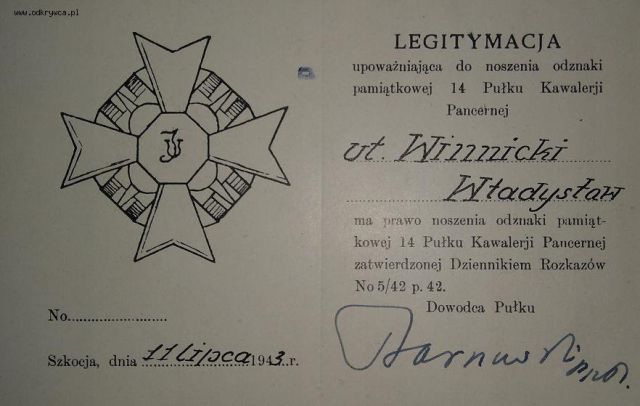 www.odkrywca.pl
JJ
No.........................
Szkocja, dnia 11 Lipca 1943. r.
LEGITYMACJA
upoważniająca do noszenia odznaki
pamiątkowej 14 Pułku Kawalerji
Pancernej
ut. Winnicki
Władysław
ma prawo noszenia odznaki pamiąt-
kowej 14 Pułku Kawalerji Pancernej
zatwierdzonej Dziennikiem Rozkazów
No 5/42 p. 42.
Dowodca Pułku